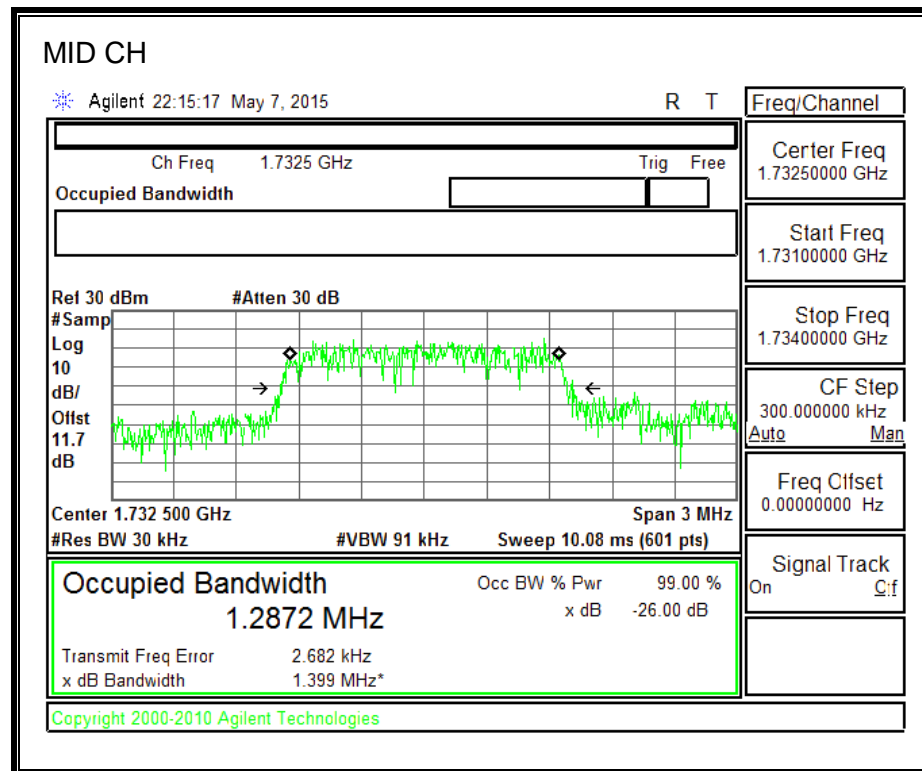 MID CH
Agilent 22:15:17 May 7, 2015 R T
Freq/Channel
Ch Freq 1.7325 GHz Trig Free
Occupied Bandwidth
Center Freq
1.73250000 GHz
Start Freq
1.73100000 GHz
Stop Freq
1.73400000 GHz
CF Step
300.000000 kHz
Auto Man
Freq Offset
0.00000000 Hz
Signal Track
On Off
Ref 30 dBm #Atten 30 dB
#Samp
Log
10
dB/
Offst
11.7
dB
Center 1.732 500 GHz Span 3 MHz
#Res BW 30 kHz #VBW 91 kHz Sweep 10.08 ms (601 pts)
Occupied Bandwidth Occ BW % Pwr 99.00 %
1.2872 MHz x dB -26.00 dB
Transmit Freq Error 2.682 kHz
x dB Bandwidth 1.399 MHz*
Copyright 2000-2010 Agilent Technologies